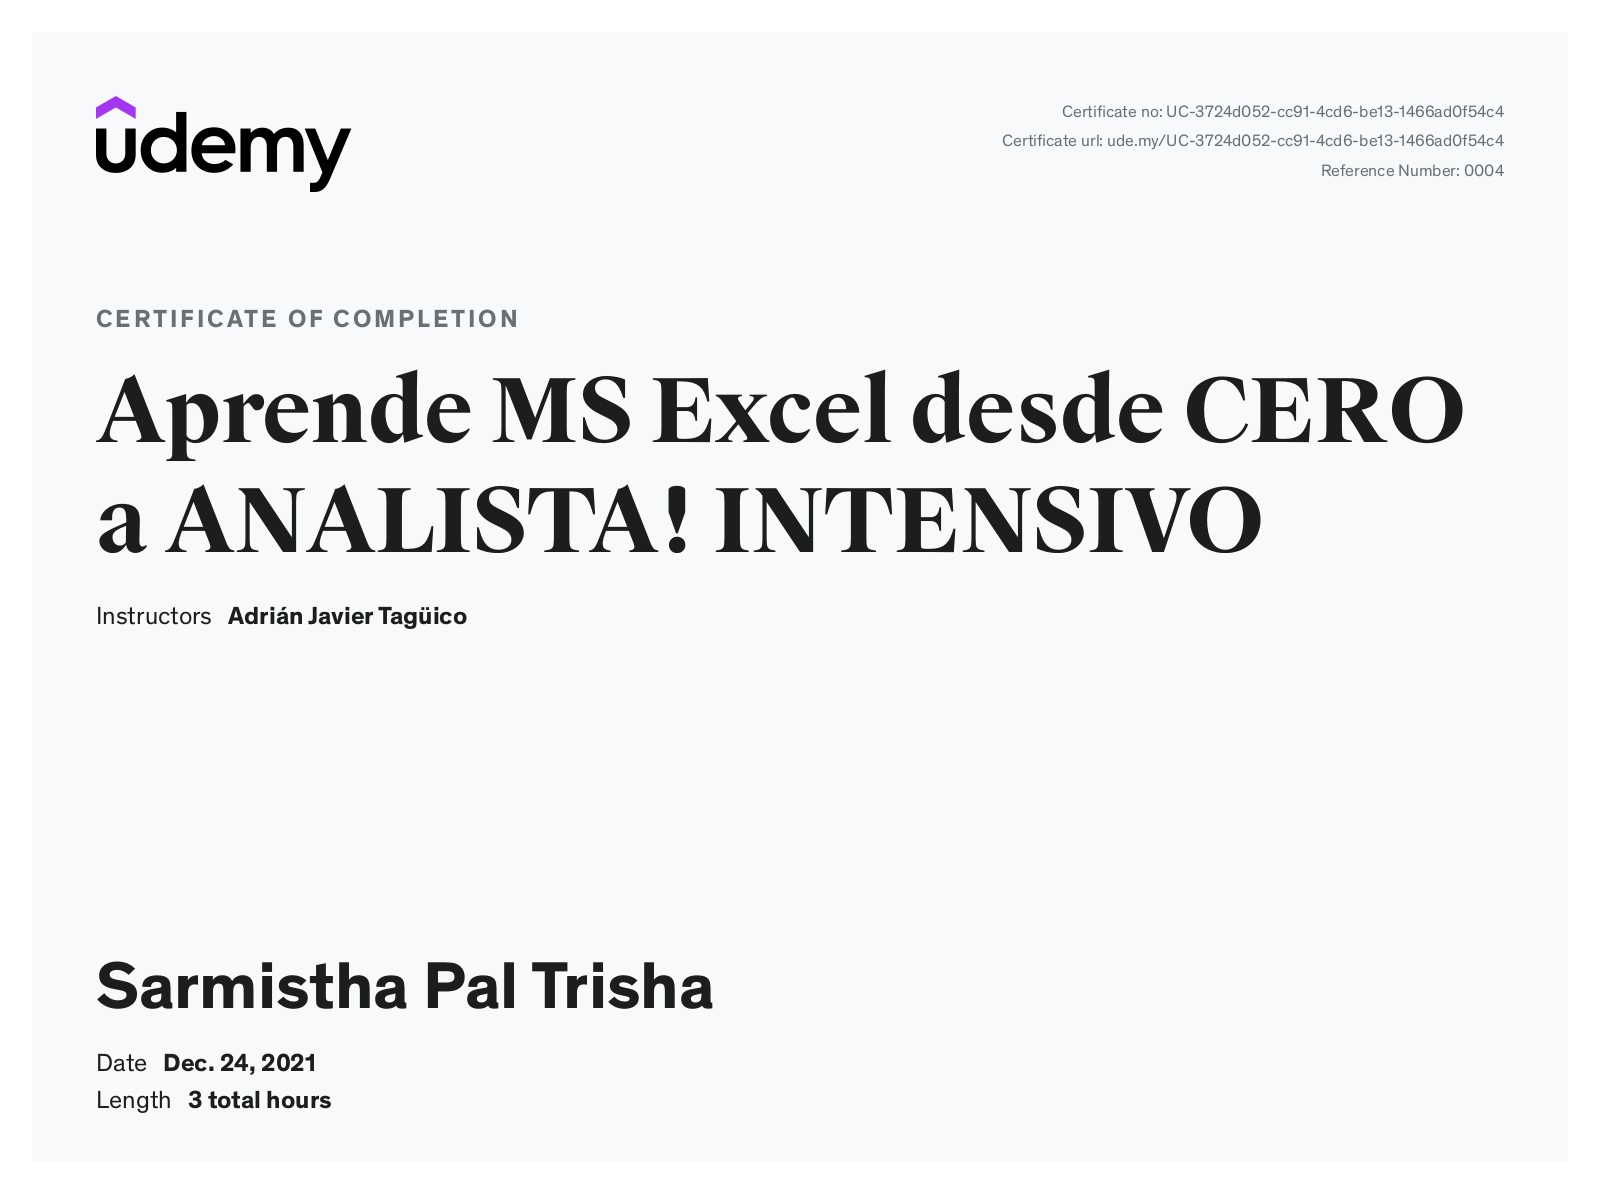 udemy
Certificate no: UC-3724d052-cc91-4cd6-be13-1466ad0f54c4
Certificate url: ude.my/UC-3724d052-cc91-4cd6-be13-1466ad0f54c4
Reference Number: 0004
CERTIFICATE OF COMPLETION
Aprende MS Excel desde CERO
a ANALISTA! INTENSIVO
Instructors Adrián Javier Tagüico
Sarmistha Pal Trisha
Date Dec. 24, 2021
Length 3 total hours